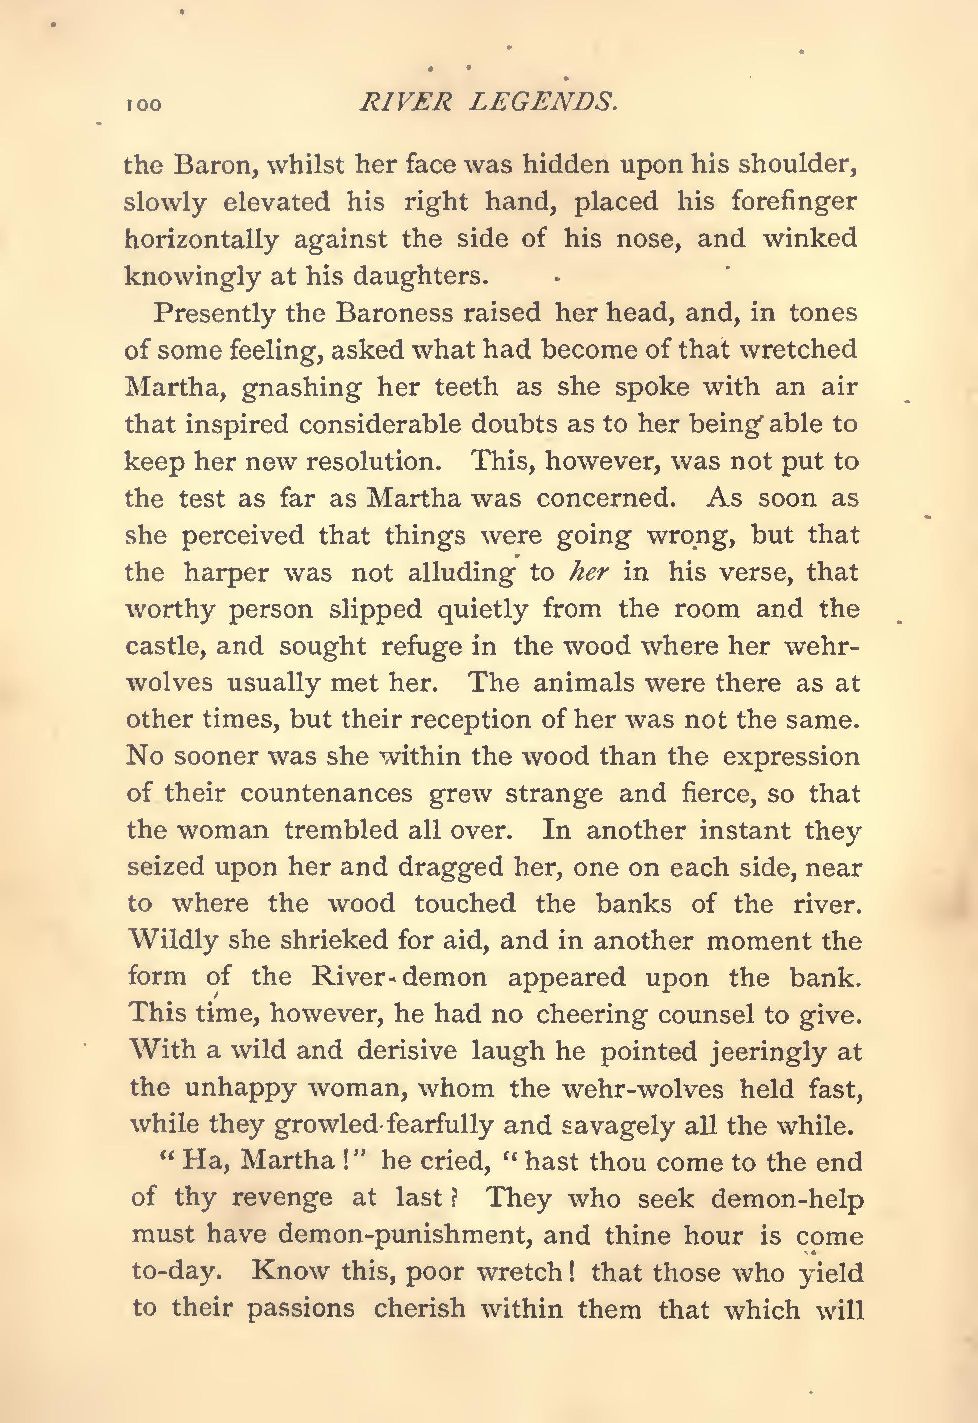 100 RIVER LEGENDS.
the Baron, whilst her face was hidden upon his shoulder,
slowly elevated his right hand, placed his forefinger
horizontally against the side of his nose, and winked
knowingly at his daughters.
Presently the Baroness raised her head, and, in tones
of some feeling, asked what had become of that wretched
Martha, gnashing her teeth as she spoke with an air
that inspired considerable doubts as to her being able to
keep her new resolution. This, however, was not put to
the test as far as Martha was concerned. As soon as
she perceived that things were going wrong, but that
the harper was not alluding to her in his verse, that
worthy person slipped quietly from the room and the
castle, and sought refuge in the wood where her wehr-
wolves usually met her. The animals were there as at
other times, but their reception of her was not the same.
No sooner was she within the wood than the expression
of their countenances grew strange and fierce, so that
the woman trembled all over. In another instant they
seized upon her and dragged her, one on each side, near
to where the wood touched the banks of the river.
Wildly she shrieked for aid, and in another moment the
form of the River-demon appeared upon the bank.
This time, however, he had no cheering counsel to give.
With a wild and derisive laugh he pointed jeeringly at
the unhappy woman, whom the wehr-wolves held fast,
while they growled fearfully and savagely all the while.
“Ha, Martha!” he cried, “hast thou come to the end
of thy revenge at last? They who seek demon-help
must have demon-punishment, and thine hour is come
to-day. Know this, poor wretch! that those who yield
to their passions cherish within them that which will